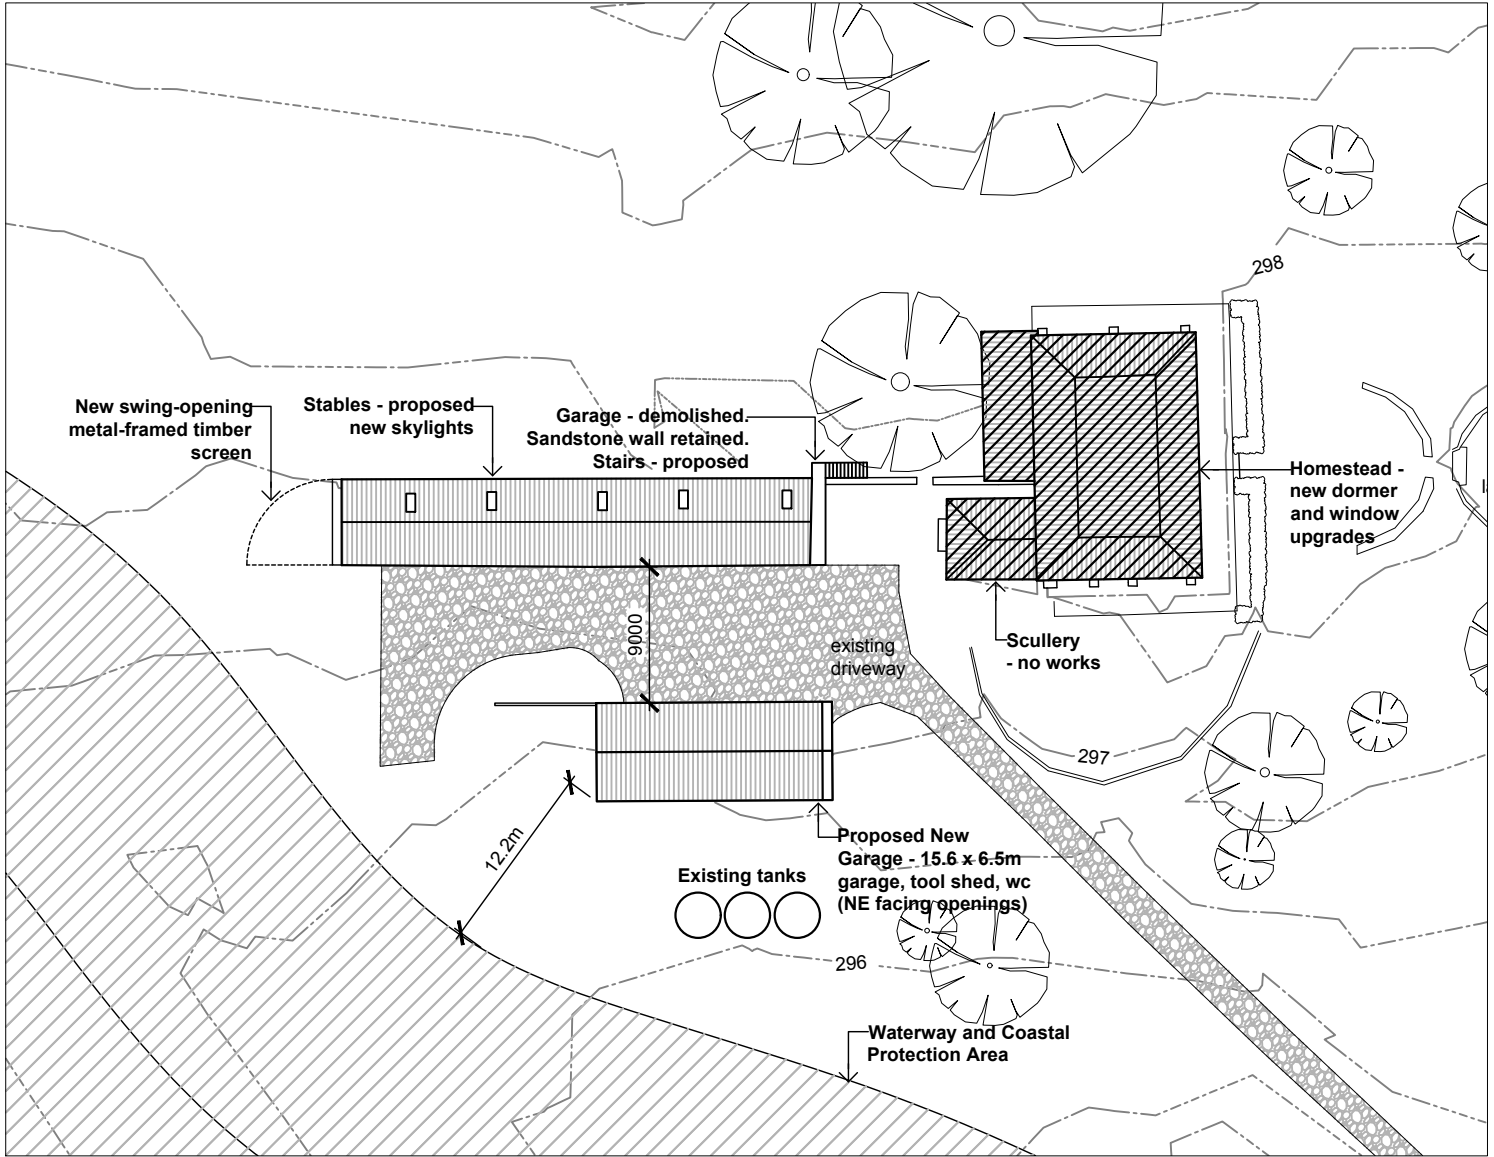 298
New swing-opening
metal-framed timber
screen
Stables - proposed
new skylights
Garage - demolished.
Sandstone wall retained.
Stairs - proposed
Homestead -
new dormer
and window
upgrades
9000
existing
driveway
Scullery
- no works
297
12.2m
Proposed New
Garage - 15.6 x 6.5m
garage, tool shed, wc
(NE facing openings)
Existing tanks
296
Waterway and Coastal
Protection Area